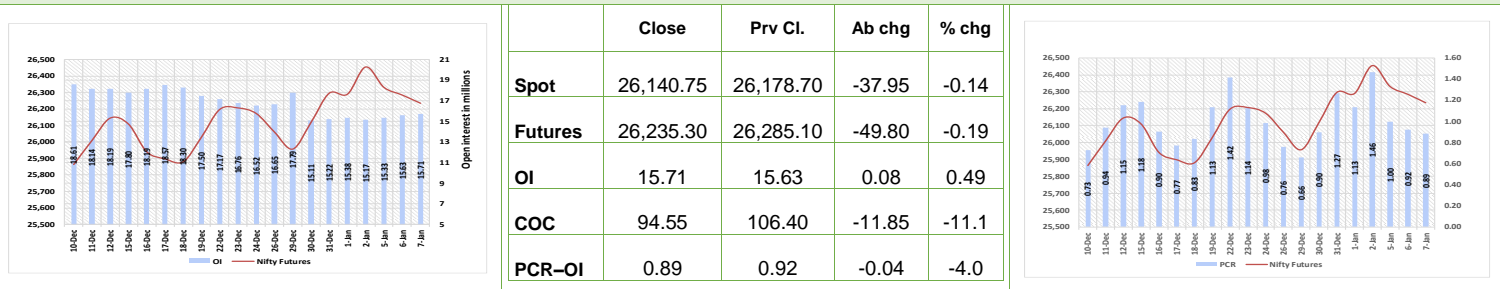 26,500
26,400
26,300
26,200
26,100
26,000
25,900
25,800
25,700
25,600
25,500
21
19
17
15
13
11
9
7
5
Open interest in millions
18.61
18.14
18.19
17.80
18.19
18.57
18.30
17.50
17.17
16.76
16.52
16.65
17.79
15.11
15.22
15.38
15.17
15.33
15.63
15.71
10-Dec
11-Dec
12-Dec
15-Dec
16-Dec
17-Dec
18-Dec
19-Dec
22-Dec
23-Dec
24-Dec
26-Dec
29-Dec
30-Dec
31-Dec
1-Jan
2-Jan
5-Jan
6-Jan
7-Jan
OI Nifty Futures
Close Prv Cl. Ab chg % chg
Spot 26,140.75 26,178.70 -37.95 -0.14
Futures 26,235.30 26,285.10 -49.80 -0.19
OI 15.71 15.63 0.08 0.49
COC 94.55 106.40 -11.85 -11.1
PCR–OI 0.89 0.92 -0.04 -4.0
26,500
26,400
26,300
26,200
26,100
26,000
25,900
25,800
25,700
25,600
25,500
1.60
1.40
1.20
1.00
0.80
0.60
0.40
0.20
0.00
0.73
0.94
1.15
1.18
0.90
0.77
0.83
1.13
1.42
1.14
0.98
0.76
0.66
0.90
1.27
1.13
1.46
1.00
0.92
0.89
10-Dec
11-Dec
12-Dec
15-Dec
16-Dec
17-Dec
18-Dec
19-Dec
22-Dec
23-Dec
24-Dec
26-Dec
29-Dec
30-Dec
31-Dec
1-Jan
2-Jan
5-Jan
6-Jan
7-Jan
PCR Nifty Futures